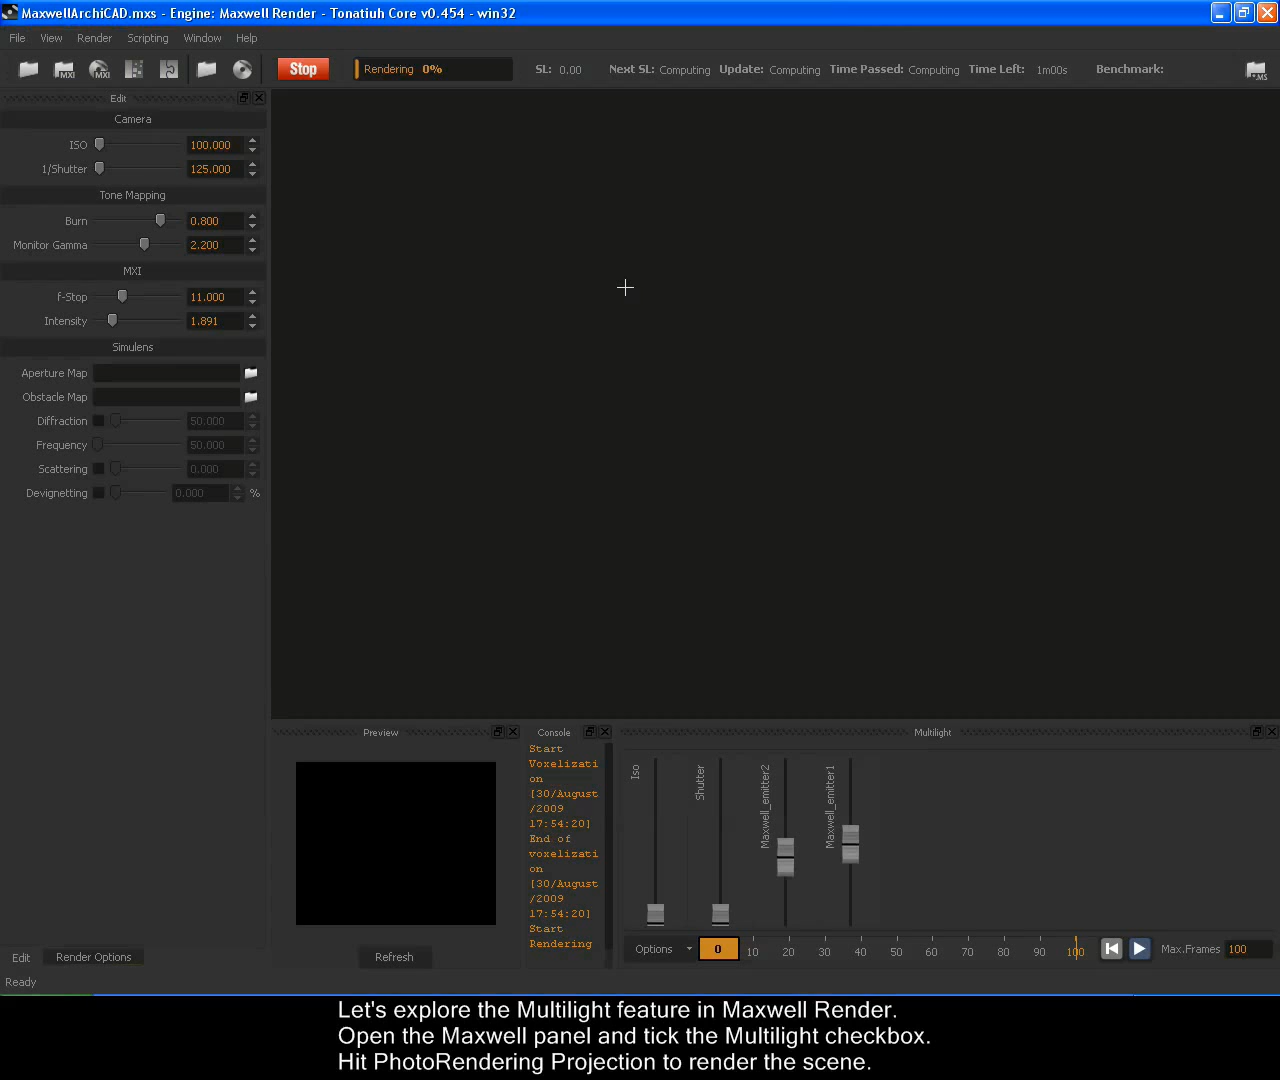 MaxwellArchiCAD.mxs - Engine: Maxwell Render - Tonatiuh Core v0.454 - win32
File View Render Scripting Window Help
MXI MXI Stop Rendering 0% SL: 0.00 Next SL: Computing Update: Computing Time Passed: Computing Time Left: 1m00s Benchmark: .MS
Edit
Camera
ISO 100.000
1/Shutter 125.000
Tone Mapping
Burn 0.800
Monitor Gamma 2.200
MXI
f-Stop 11.000
Intensity 1.891
Simulens
Aperture Map
Obstacle Map
Diffraction 50.000
Frequency 50.000
Scattering 0.000
Devignetting 0.000 %
Edit Render Options
Ready
Preview
Refresh
Console
Start
Voxelizati
on
[30/August
/2009
17:54:20]
End of
voxelizati
on
[30/August
/2009
17:54:20]
Start
Rendering
Multilight
Iso
Shutter
Maxwell_emitter2
Maxwell_emitter1
Options 0 10 20 30 40 50 60 70 80 90 100 Max.Frames 100
Let's explore the Multilight feature in Maxwell Render.
Open the Maxwell panel and tick the Multilight checkbox.
Hit PhotoRendering Projection to render the scene.